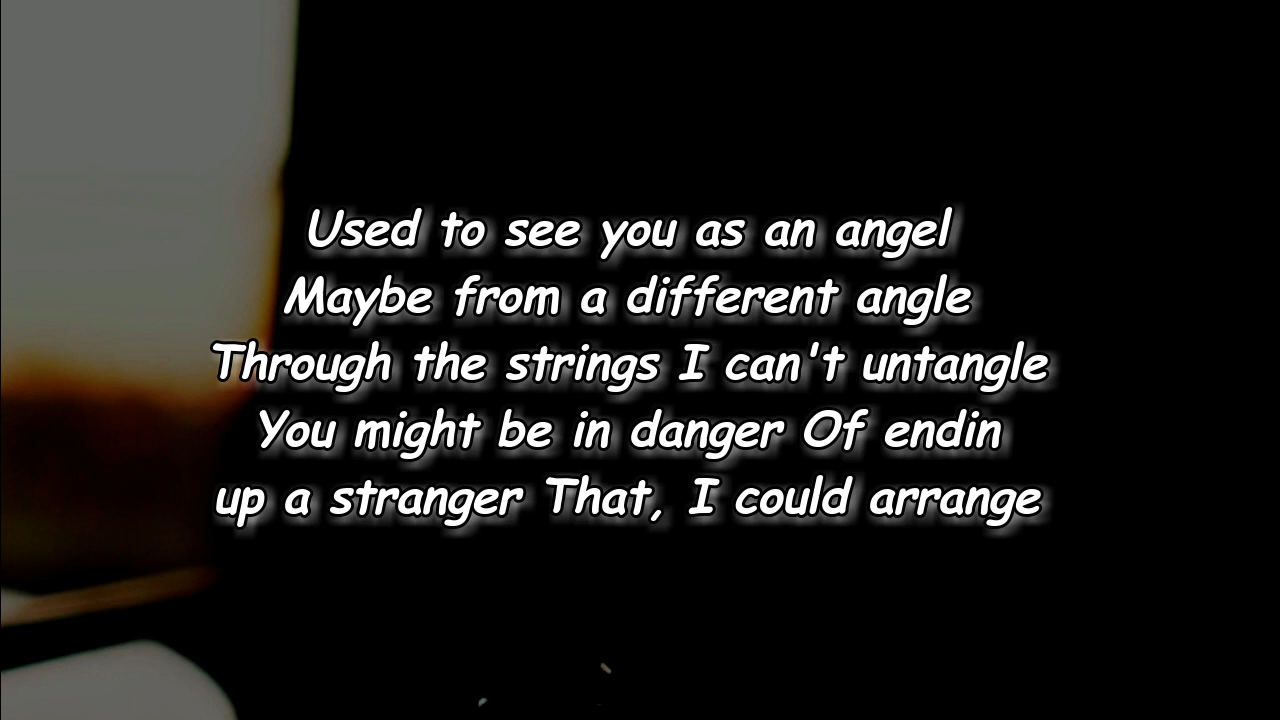 Used to see you as an angel
Maybe from a different angle
Through the strings I can't untangle
You might be in danger Of endin
up a stranger That, I could arrange